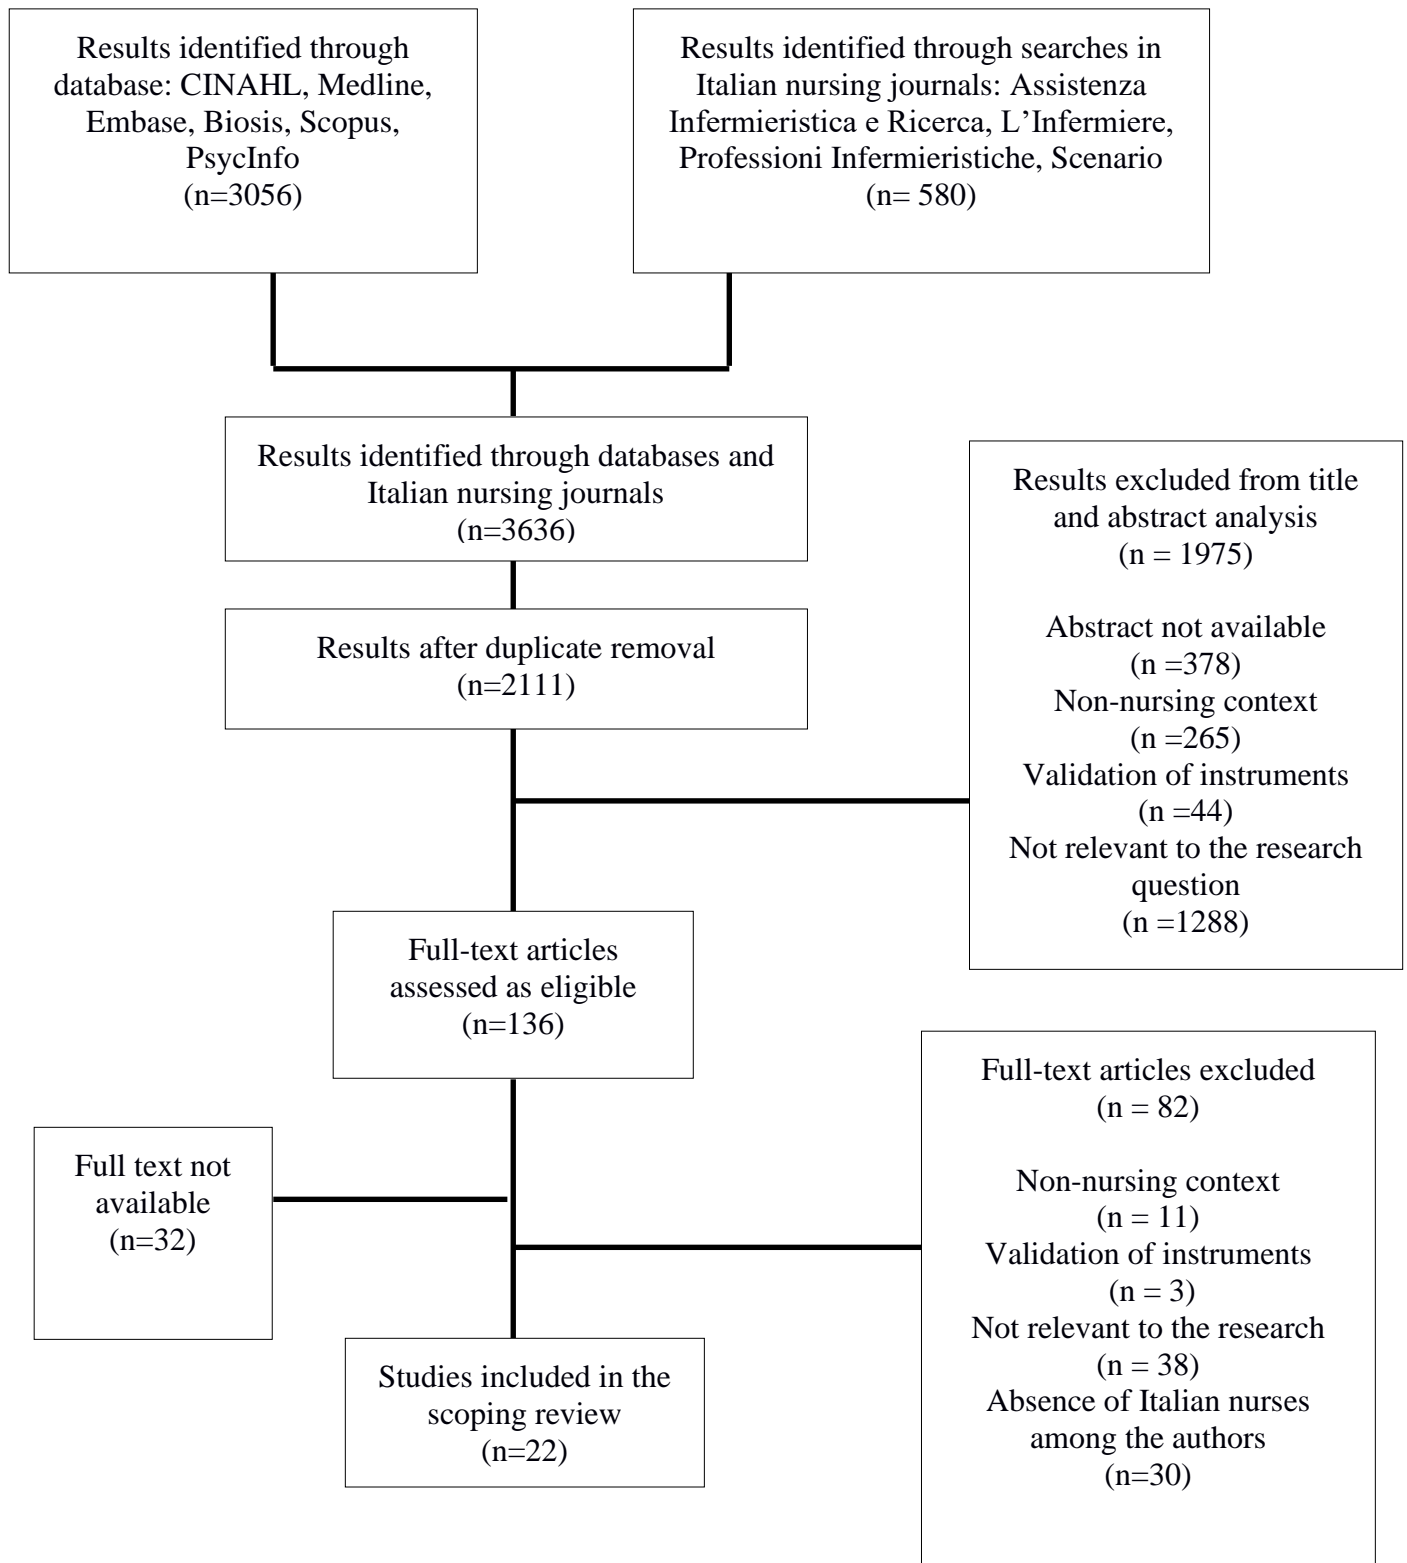 Results identified through
database: CINAHL, Medline,
Embase, Biosis, Scopus,
PsycInfo
(n=3056)
Results identified through searches in
Italian nursing journals: Assistenza
Infermieristica e Ricerca, L’Infermiere,
Professioni Infermieristiche, Scenario
(n= 580)
Results identified through databases and
Italian nursing journals
(n=3636)
Results after duplicate removal
(n=2111)
Results excluded from title
and abstract analysis
(n = 1975)
Abstract not available
(n =378)
Non-nursing context
(n =265)
Validation of instruments
(n =44)
Not relevant to the research
question
(n =1288)
Full-text articles
assessed as eligible
(n=136)
Full text not
available
(n=32)
Full-text articles excluded
(n = 82)
Non-nursing context
(n = 11)
Validation of instruments
(n = 3)
Not relevant to the research
(n = 38)
Absence of Italian nurses
among the authors
(n=30)
Studies included in the
scoping review
(n=22)